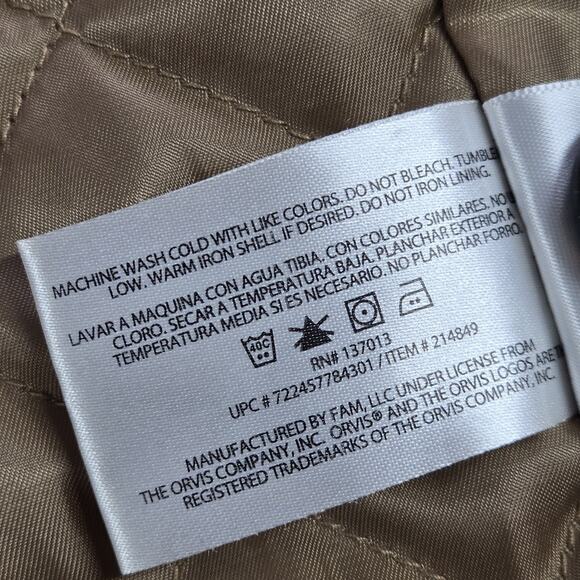 MACHINE WASH COLD WITH LIKE COLORS. DO NOT BLEACH. TUMBLE
LOW, WARM IRON SHELL IF DESIRED. DO NOT IRON LINING.
LAVAR A MAQUINA CON AGUA TIBIA, CON COLORES SIMILARES. NO U
CLORO. SECAR A TEMPERATURA BAJA. PLANCHAR EXTERIOR A
TEMPERATURA MEDIA SI ES NECESARIO. NO PLANCHAR FORRO.
40C
RN# 137013
UPC # 722457784301 / ITEM # 214849
MANUFACTURED BY FAM, LLC UNDER LICENSE FROM
THE ORVIS COMPANY, INC. ORVIS® AND THE ORVIS LOGOS ARE
REGISTERED TRADEMARKS OF THE ORVIS COMPANY, INC.